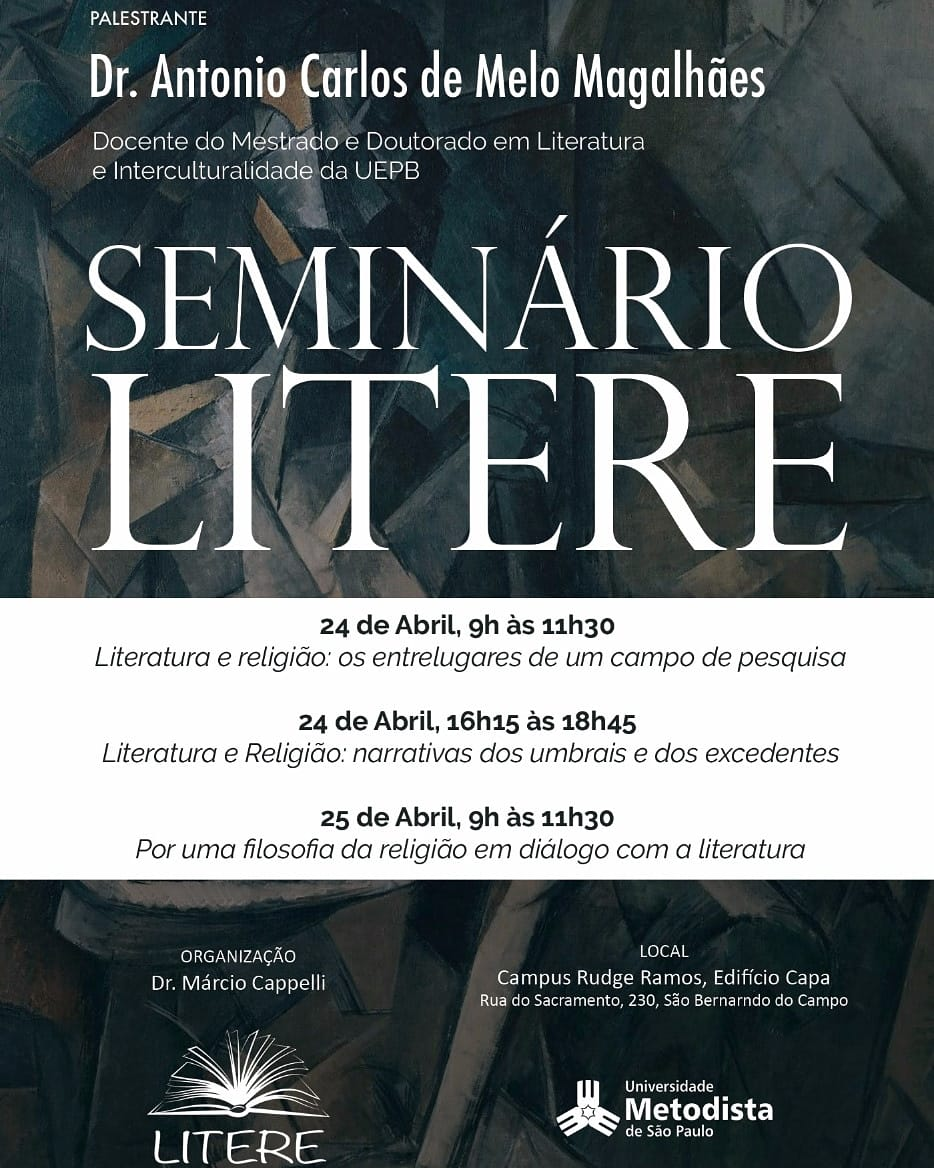 PALESTRANTE
Dr. Antonio Carlos de Melo Magalhães
Docente do Mestrado e Doutorado em Literatura
e Interculturalidade da UEPB
SEMINÁRIO
LITERE
24 de Abril, 9h às 11h30
Literatura e religião: os entrelugares de um campo de pesquisa
24 de Abril, 16h15 às 18h45
Literatura e Religião: narrativas dos umbrais e dos excedentes
25 de Abril, 9h às 11h30
Por uma filosofia da religião em diálogo com a literatura
ORGANIZAÇÃO
Dr. Márcio Cappelli
LITERE
LOCAL
Campus Rudge Ramos, Edifício Capa
Rua do Sacramento, 230, São Bernarndo do Campo
Universidade
Metodista
de São Paulo